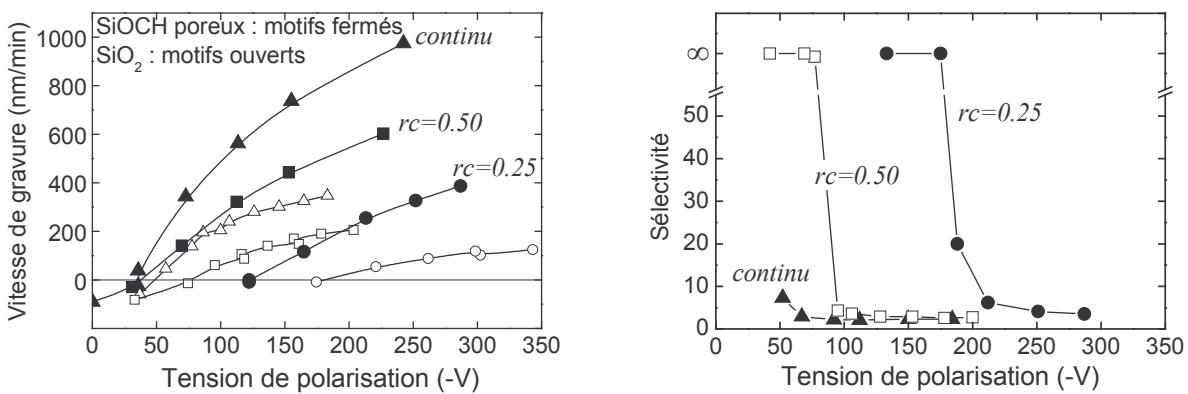 SiOCH poreux : motifs fermés
SiO2 : motifs ouverts
continu
rc=0.50
rc=0.25
1000
800
600
400
200
0
Vitesse de gravure (nm/min)
0 50 100 150 200 250 300 350
Tension de polarisation (-V)
∞
50
40
30
20
10
0
Sélectivité
rc=0.25
rc=0.50
continu
0 50 100 150 200 250 300 350
Tension de polarisation (-V)